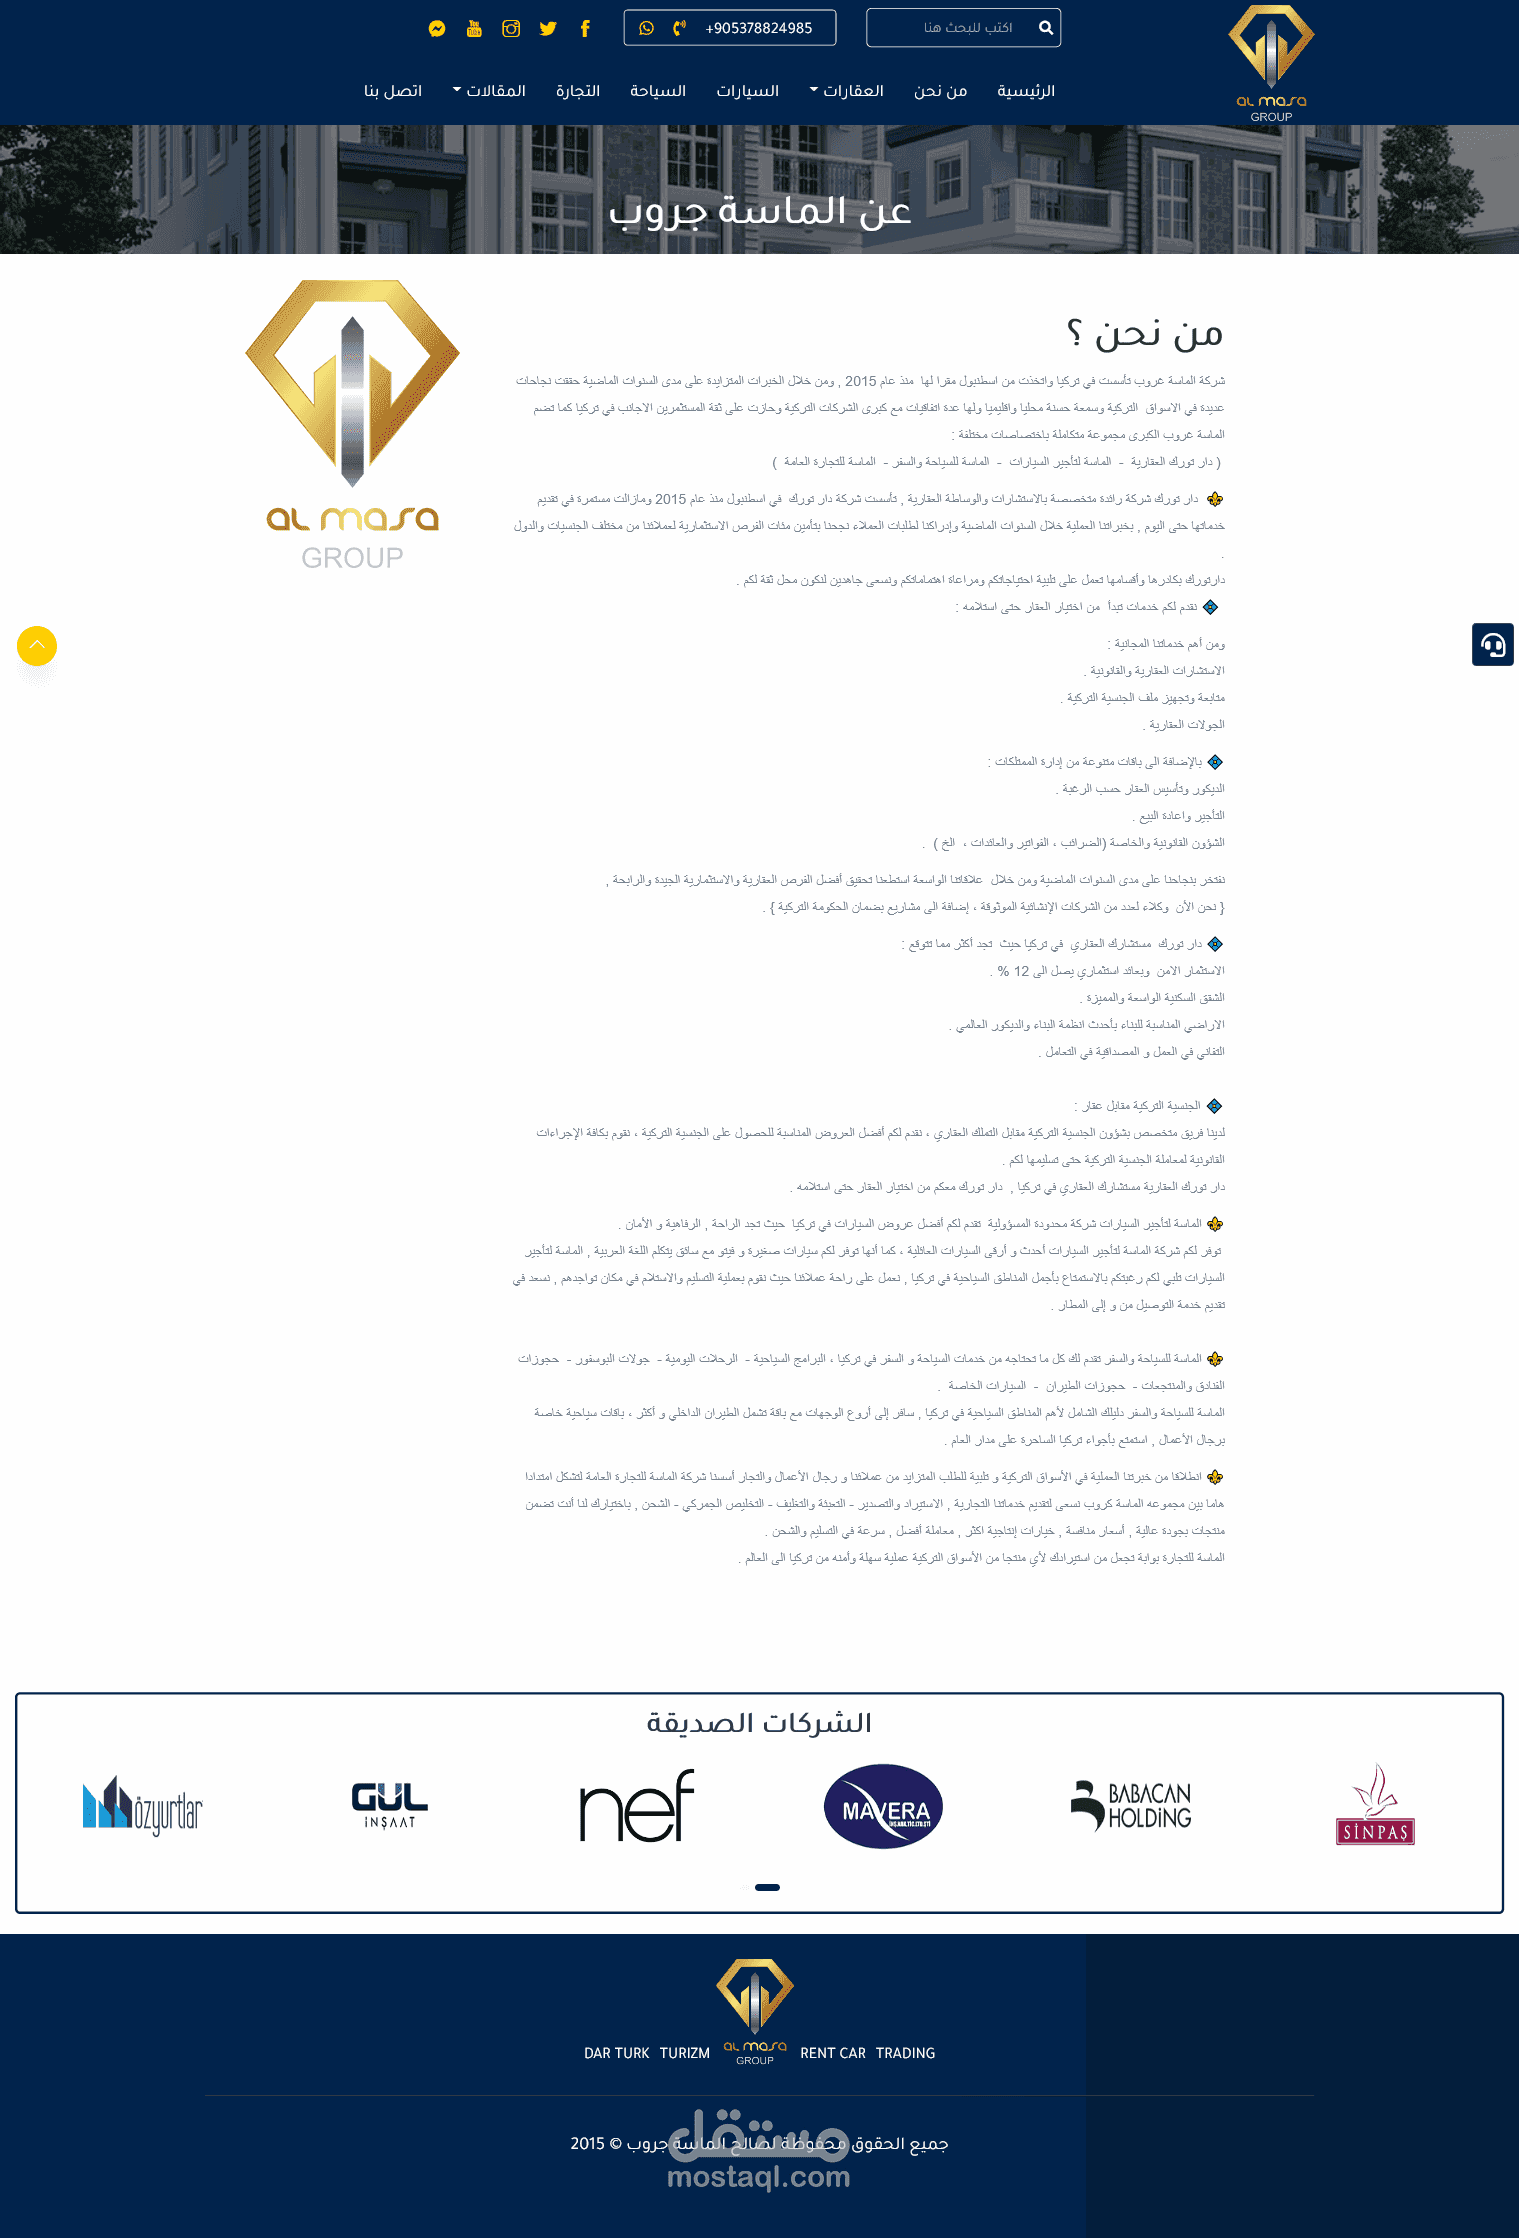 اكتب للبحث هنا
+905378824985
AL MASA
GROUP
الرئيسية
من نحن
العقارات
السيارات
السياحة
التجارة
المقالات
اتصل بنا
عن الماسة جروب
AL MASA
GROUP
من نحن ؟
شركة الماسة غروب تأسست في تركيا واتخذت من اسطنبول مقرا لها منذ عام 2015 , ومن خلال الخبرات المتزايدة على مدى السنوات الماضية حققت نجاحات
عديدة في الاسواق التركية وسمعة حسنة محليا واقليميا ولها عدة اتفاقيات مع كبرى الشركات التركية وحازت على ثقة المستثمرين الاجانب في تركيا كما تضم
الماسة غروب الكبرى مجموعة متكاملة باختصاصات مختلفة :
( دار تورك العقارية - الماسة لتأجير السيارات - الماسة للسياحة والسفر - الماسة للتجارة العامة )
دار تورك شركة رائدة متخصصة بالاستشارات والوساطة العقارية , تأسست شركة دار تورك في اسطنبول منذ عام 2015 ومازالت مستمرة في تقديم
خدماتها حتى اليوم , بخبراتنا العملية خلال السنوات الماضية وإدراكنا لطلبات العملاء نجحنا بتأمين مئات الفرص الاستثمارية لعملائنا من مختلف الجنسيات والدول
.
دارتورك بكادرها وأقسامها تعمل على تلبية احتياجاتكم ومراعاة اهتماماتكم ونسعى جاهدين لنكون محل ثقة لكم .
نقدم لكم خدمات تبدأ من اختيار العقار حتى استلامه :
ومن أهم خدماتنا المجانية :
الاستشارات العقارية والقانونية .
متابعة وتجهيز ملف الجنسية التركية .
الجولات العقارية .
بالإضافة الى باقات متنوعة من إدارة الممتلكات :
الديكور وتأسيس العقار حسب الرغبة .
التأجير واعادة البيع .
الشؤون القانونية والخاصة (الضرائب ، الفواتير والعائدات ، الخ ) .
نفتخر بنجاحنا على مدى السنوات الماضية ومن خلال علاقاتنا الواسعة استطعنا تحقيق أفضل الفرص العقارية والاستثمارية الجيدة والرابحة ,
{ نحن الأن وكلاء لعدد من الشركات الإنشائية الموثوقة ، إضافة الى مشاريع بضمان الحكومة التركية } .
دار تورك مستشارك العقاري في تركيا حيث تجد أكثر مما تتوقع :
الاستثمار الامن وبعائد استثماري يصل الى 12 % .
الشقق السكنية الواسعة والمميزة .
الاراضي المناسبة للبناء بأحدث انظمة البناء والديكور العالمي .
التفاني في العمل و المصداقية في التعامل .
الجنسية التركية مقابل عقار :
لدينا فريق متخصص بشؤون الجنسية التركية مقابل التملك العقاري ، نقدم لكم أفضل العروض المناسبة للحصول على الجنسية التركية ، نقوم بكافة الإجراءات
القانونية لمعاملة الجنسية التركية حتى تسليمها لكم .
دار تورك العقارية مستشارك العقاري في تركيا , دار تورك معكم من اختيار العقار حتى استلامه .
الماسة لتأجير السيارات شركة محدودة المسؤولية تقدم لكم أفضل عروض السيارات في تركيا حيث تجد الراحة , الرفاهية و الأمان .
توفر لكم شركة الماسة لتأجير السيارات أحدث و أرقى السيارات العائلية ، كما أنها توفر لكم سيارات صغيرة و فيتو مع سائق يتكلم اللغة العربية , الماسة لتأجير
السيارات تلبي لكم رغبتكم بالاستمتاع بأجمل المناطق السياحية في تركيا , نعمل على راحة عملائنا حيث نقوم بعملية التسليم والاستلام في مكان تواجدهم , نسعد في
تقديم خدمة التوصيل من و إلى المطار .
الماسة للسياحة والسفر تقدم لك كل ما تحتاجه من خدمات السياحة و السفر في تركيا ، البرامج السياحية - الرحلات اليومية - جولات البوسفور - حجوزات
الفنادق والمنتجعات - حجوزات الطيران - السيارات الخاصة .
الماسة للسياحة والسفر دليلك الشامل لأهم المناطق السياحية في تركيا , سافر إلى أروع الوجهات مع باقة تشمل الطيران الداخلي و أكثر ، باقات سياحية خاصة
برجال الأعمال , استمتع بأجواء تركيا الساحرة على مدار العام .
انطلاقا من خبرتنا العملية في الأسواق التركية و تلبية للطلب المتزايد من عملائنا و رجال الأعمال والتجار أسسنا شركة الماسة للتجارة العامة لتشكل امتدادا
هاما بين مجموعه الماسة كروب نسعى لتقديم خدماتنا التجارية , الاستيراد والتصدير - التعبئة والتغليف - التخليص الجمركي - الشحن , باختيارك لنا أنت تضمن
منتجات بجودة عالية , أسعار منافسة , خيارات إنتاجية اكثر , معاملة أفضل , سرعة في التسليم والشحن .
الماسة للتجارة بوابة تجعل من استيرادك لأي منتجا من الأسواق التركية عملية سهلة وأمنه من تركيا الى العالم .
الشركات الصديقة
SİNPAŞ
BABACAN
HOLDİNG
MAVERA
İNŞ.AHŞ.TİC.LTD.ŞTİ
nef
GÜL
İNŞAAT
özyurtlar
DAR TURK TURIZM
AL MASA
GROUP
RENT CAR TRADING
جميع الحقوق محفوظة لصالح الماسة جروب © 2015
مستقل
mostaql.com